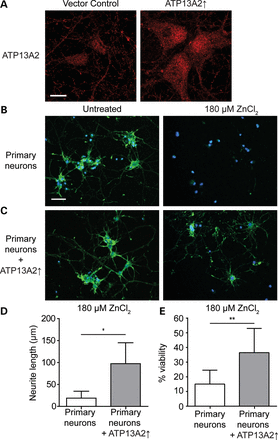 A
Vector Control
ATP13A2↑
ATP13A2
B
Untreated
180 µM ZnCl2
Primary
neurons
C
Primary
neurons
+
ATP13A2↑
D
180 µM ZnCl2
Neurite length (µm)
200
150
100
50
0
*
Primary
neurons
Primary
neurons
+ ATP13A2↑
E
180 µM ZnCl2
% viability
60
50
40
30
20
10
0
**
Primary
neurons
Primary
neurons
+ ATP13A2↑